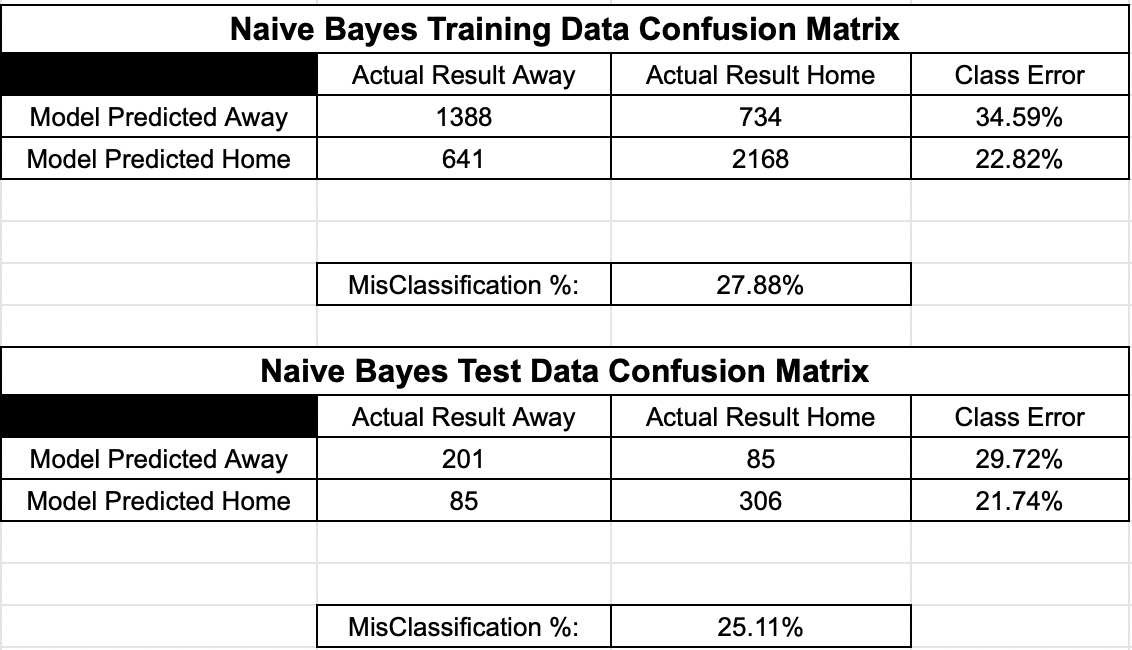 Naive Bayes Training Data Confusion Matrix
Actual Result Away Actual Result Home Class Error
Model Predicted Away 1388 734 34.59%
Model Predicted Home 641 2168 22.82%
MisClassification %: 27.88%
Naive Bayes Test Data Confusion Matrix
Actual Result Away Actual Result Home Class Error
Model Predicted Away 201 85 29.72%
Model Predicted Home 85 306 21.74%
MisClassification %: 25.11%